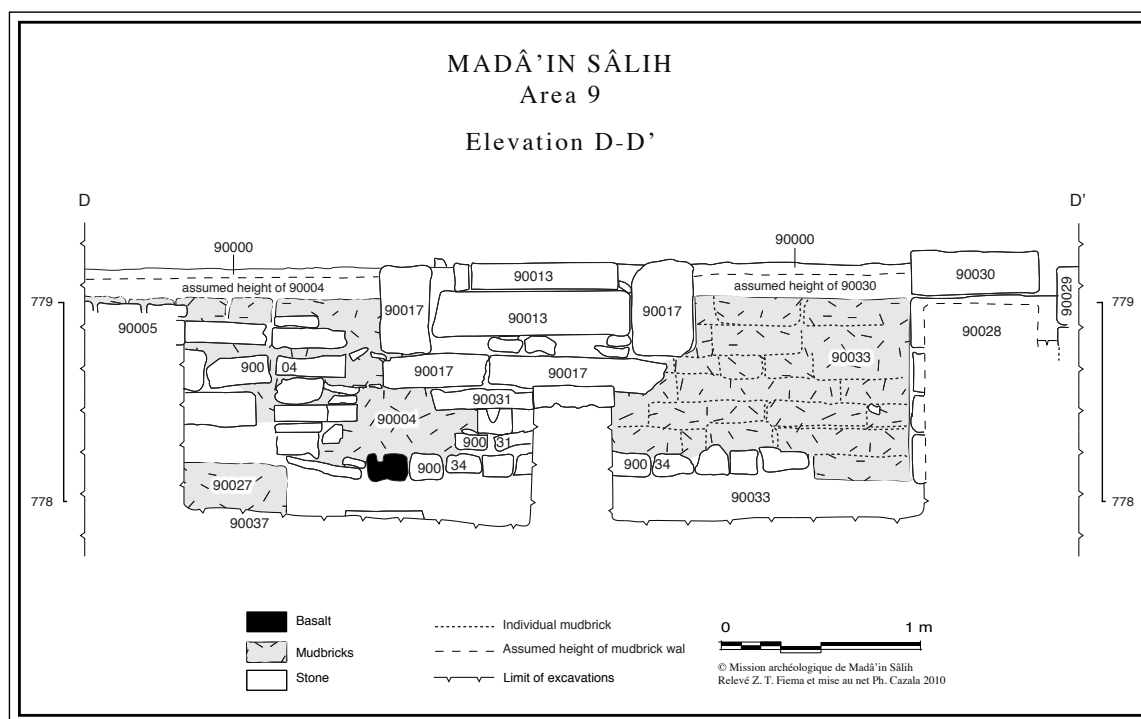 MADÂ’IN SÂLIH
Area 9
Elevation D-D’
D D’
90000 90000
90013 90030
assumed height of 90004 assumed height of 90030
90017 90017 90029
779 779
90005 90013 90028
90033
900 04 90017 90017
90031
90004
900 31
900 34 900 34
90027
778 90033 778
90037
Basalt
Mudbricks
Stone
Individual mudbrick
Assumed height of mudbrick wal
Limit of excavations
0 1 m
© Mission archéologique de Madâ’in Sâlih
Relevé Z. T. Fiema et mise au net Ph. Cazala 2010